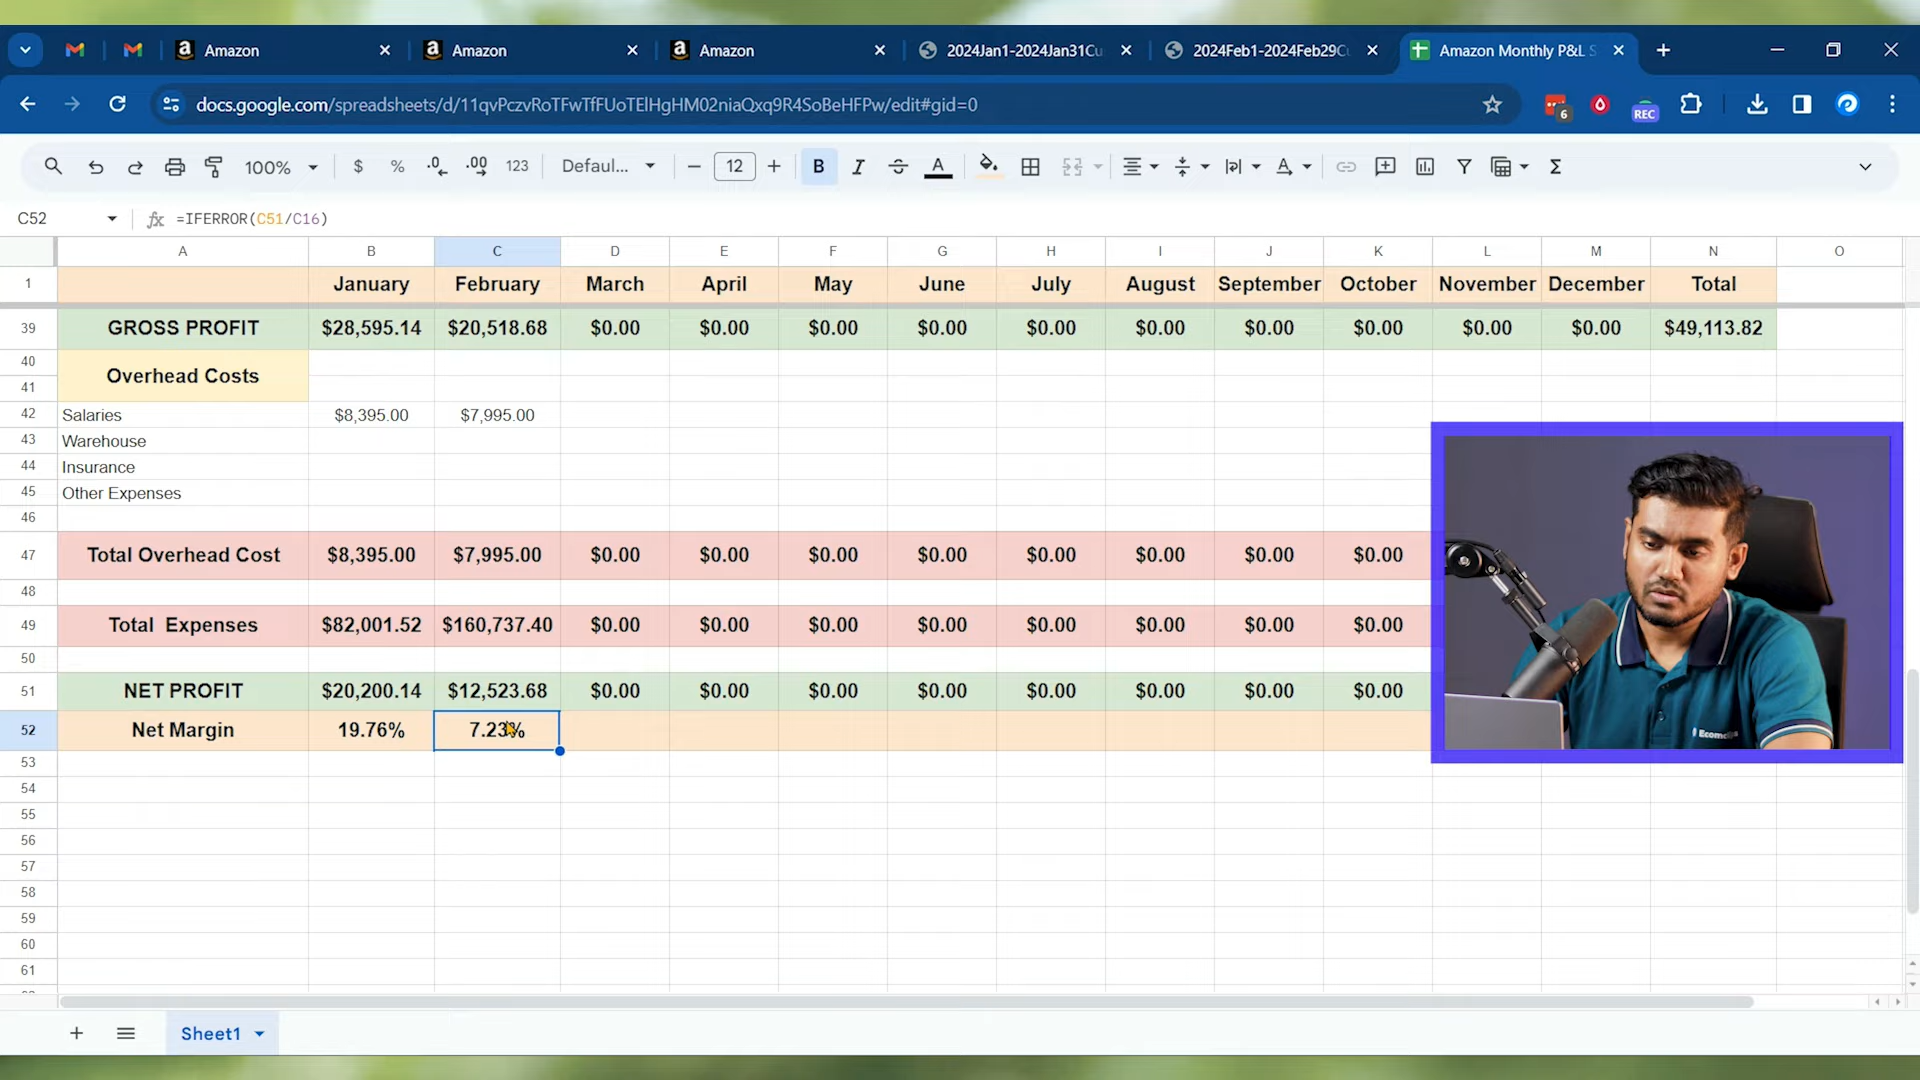 Amazon
Amazon
Amazon
2024Jan1-2024Jan31Cu
2024Feb1-2024Feb29Cu
Amazon Monthly P&L S
docs.google.com/spreadsheets/d/11qvPczvRoTFwTfFUoTElHgHM02niaQxq9R4SoBeHFPw/edit#gid=0
6
REC
100% $ % .0 .00 123 Defaul... 12 B I A Σ
C52 fx =IFERROR(C51/C16)
A B C D E F G H I J K L M N O
1 January February March April May June July August September October November December Total
39 GROSS PROFIT $28,595.14 $20,518.68 $0.00 $0.00 $0.00 $0.00 $0.00 $0.00 $0.00 $0.00 $0.00 $0.00 $49,113.82
40
Overhead Costs
41
42 Salaries $8,395.00 $7,995.00
43 Warehouse
44 Insurance
45 Other Expenses
46
47 Total Overhead Cost $8,395.00 $7,995.00 $0.00 $0.00 $0.00 $0.00 $0.00 $0.00 $0.00 $0.00
48
49 Total Expenses $82,001.52 $160,737.40 $0.00 $0.00 $0.00 $0.00 $0.00 $0.00 $0.00 $0.00
50
51 NET PROFIT $20,200.14 $12,523.68 $0.00 $0.00 $0.00 $0.00 $0.00 $0.00 $0.00 $0.00
52 Net Margin 19.76% 7.23%
53
54
55
56
57
58
59
60
61
Sheet1